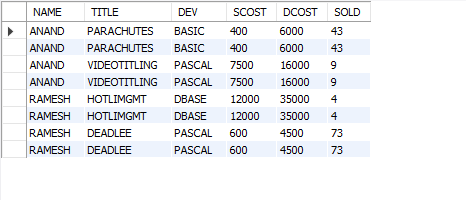 NAME TITLE DEV SCOST DCOST SOLD
ANAND PARACHUTES BASIC 400 6000 43
ANAND PARACHUTES BASIC 400 6000 43
ANAND VIDEOTITLING PASCAL 7500 16000 9
ANAND VIDEOTITLING PASCAL 7500 16000 9
RAMESH HOTLIMGMT DBASE 12000 35000 4
RAMESH HOTLIMGMT DBASE 12000 35000 4
RAMESH DEADLEE PASCAL 600 4500 73
RAMESH DEADLEE PASCAL 600 4500 73